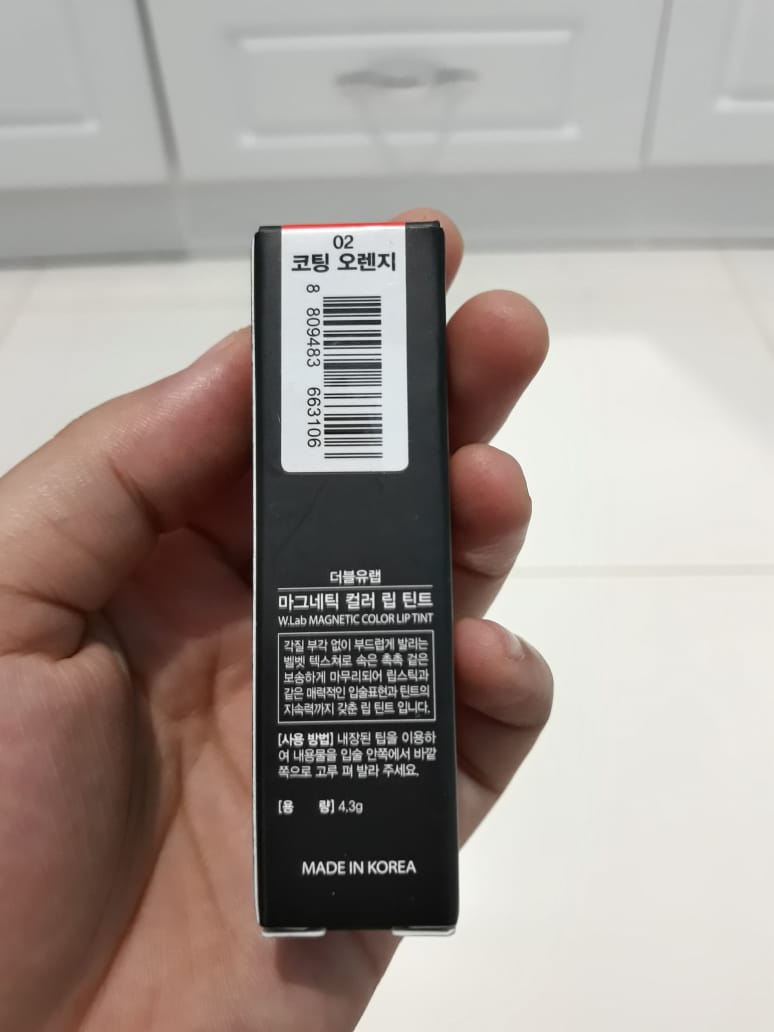 02
코팅 오렌지
8 809483 663106
더블유랩
마그네틱 컬러 립 틴트
W.Lab MAGNETIC COLOR LIP TINT
각질 부각 없이 부드럽게 발리는
벨벳 텍스쳐로 속은 촉촉 겉은
보송하게 마무리되어 립스틱과
같은 매력적인 입술표현과 틴트의
지속력까지 갖춘 립 틴트 입니다.
[사용 방법] 내장된 팁을 이용하
여 내용물을 입술 안쪽에서 바깥
쪽으로 고루 펴 발라 주세요.
[용 량] 4.3g
MADE IN KOREA